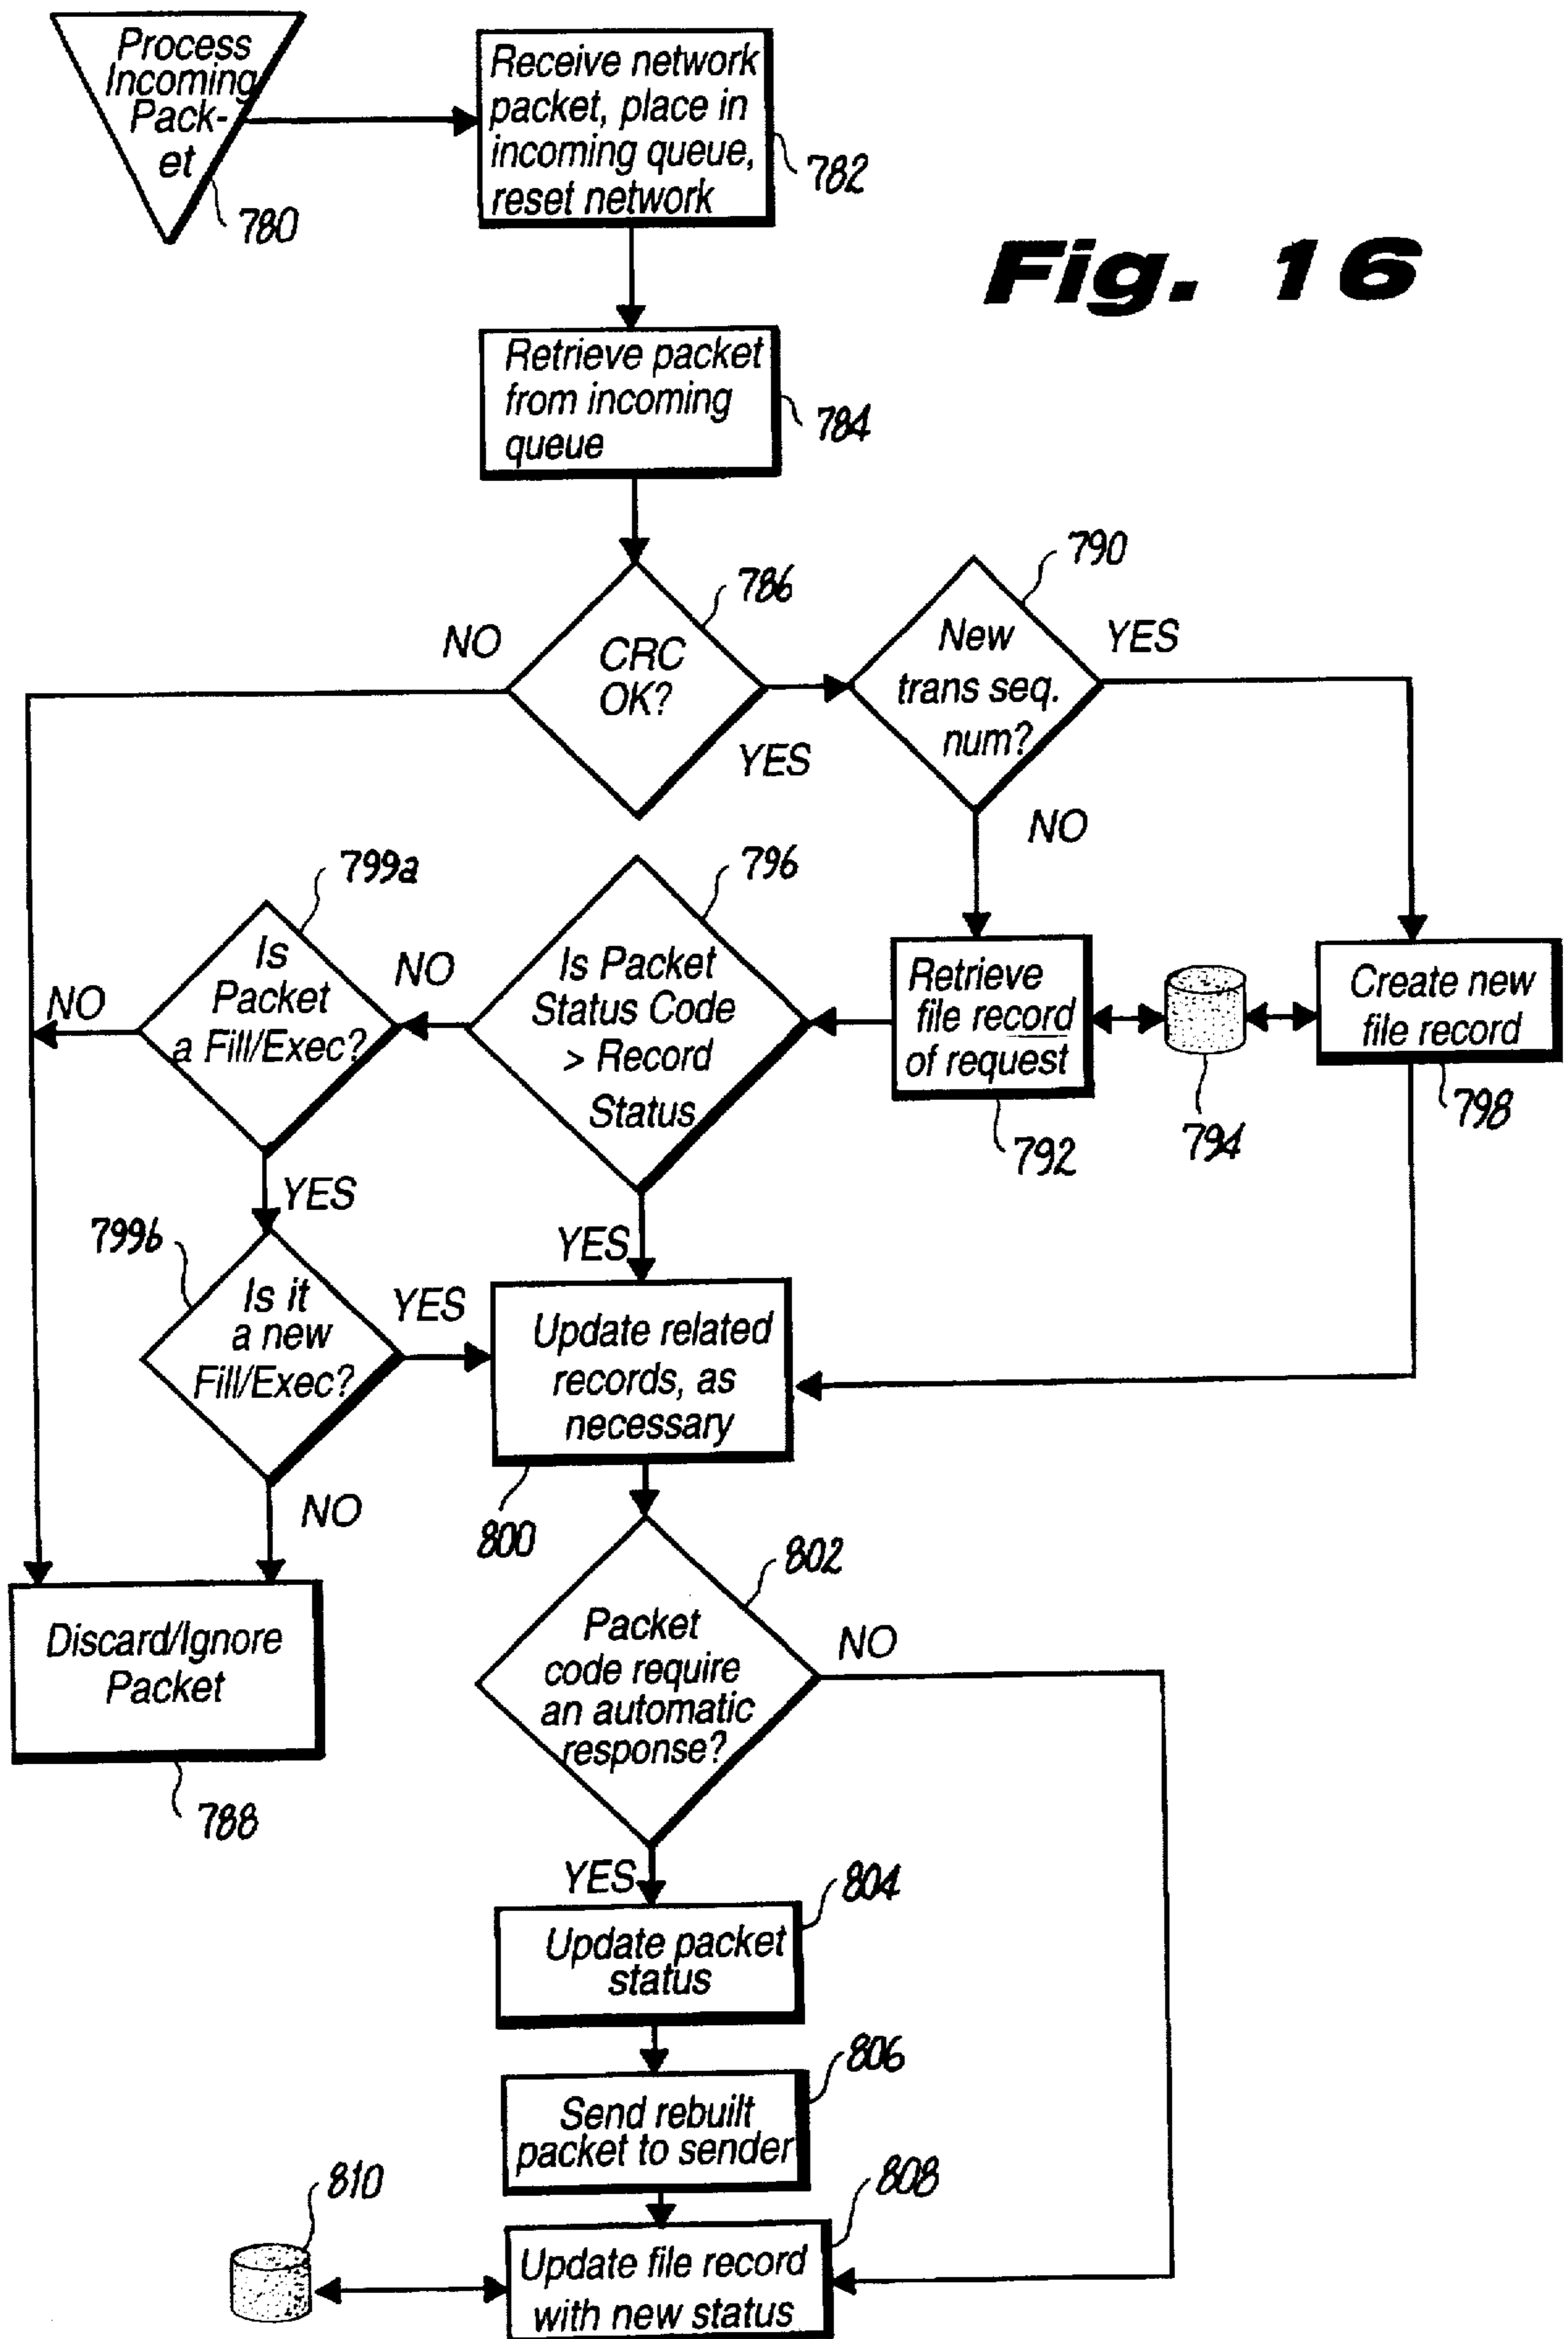 Process
Incoming
Pack-
et
780
Receive network
packet, place in
incoming queue,
reset network
782
Fig. 16
Retrieve packet
from incoming
queue
784
786
CRC
OK?
NO
YES
790
New
trans seq.
num?
YES
NO
799a
Is
Packet
a Fill/Exec?
NO
YES
796
Is Packet
Status Code
> Record
Status
NO
YES
Retrieve
file record
of request
792
794
Create new
file record
798
799b
Is it
a new
Fill/Exec?
YES
NO
Update related
records, as
necessary
800
Discard/Ignore
Packet
788
802
Packet
code require
an automatic
response?
NO
YES
804
Update packet
status
806
Send rebuilt
packet to sender
810
808
Update file record
with new status